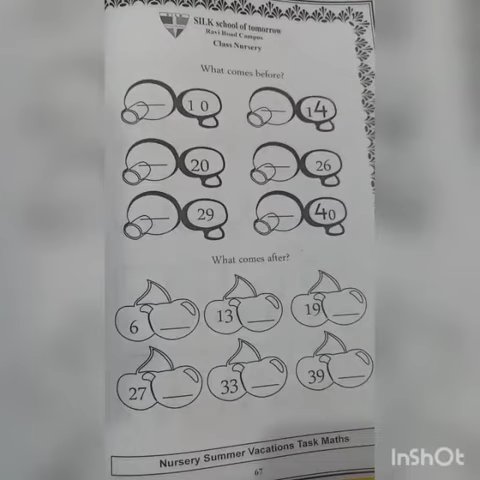 SILK school of tomorrow
Ravi Road Campus
Class Nursery
What comes before?
10 14
20 26
29 40
What comes after?
6 13 19
27 33 39
Nursery Summer Vacations Task Maths
67
InShOt